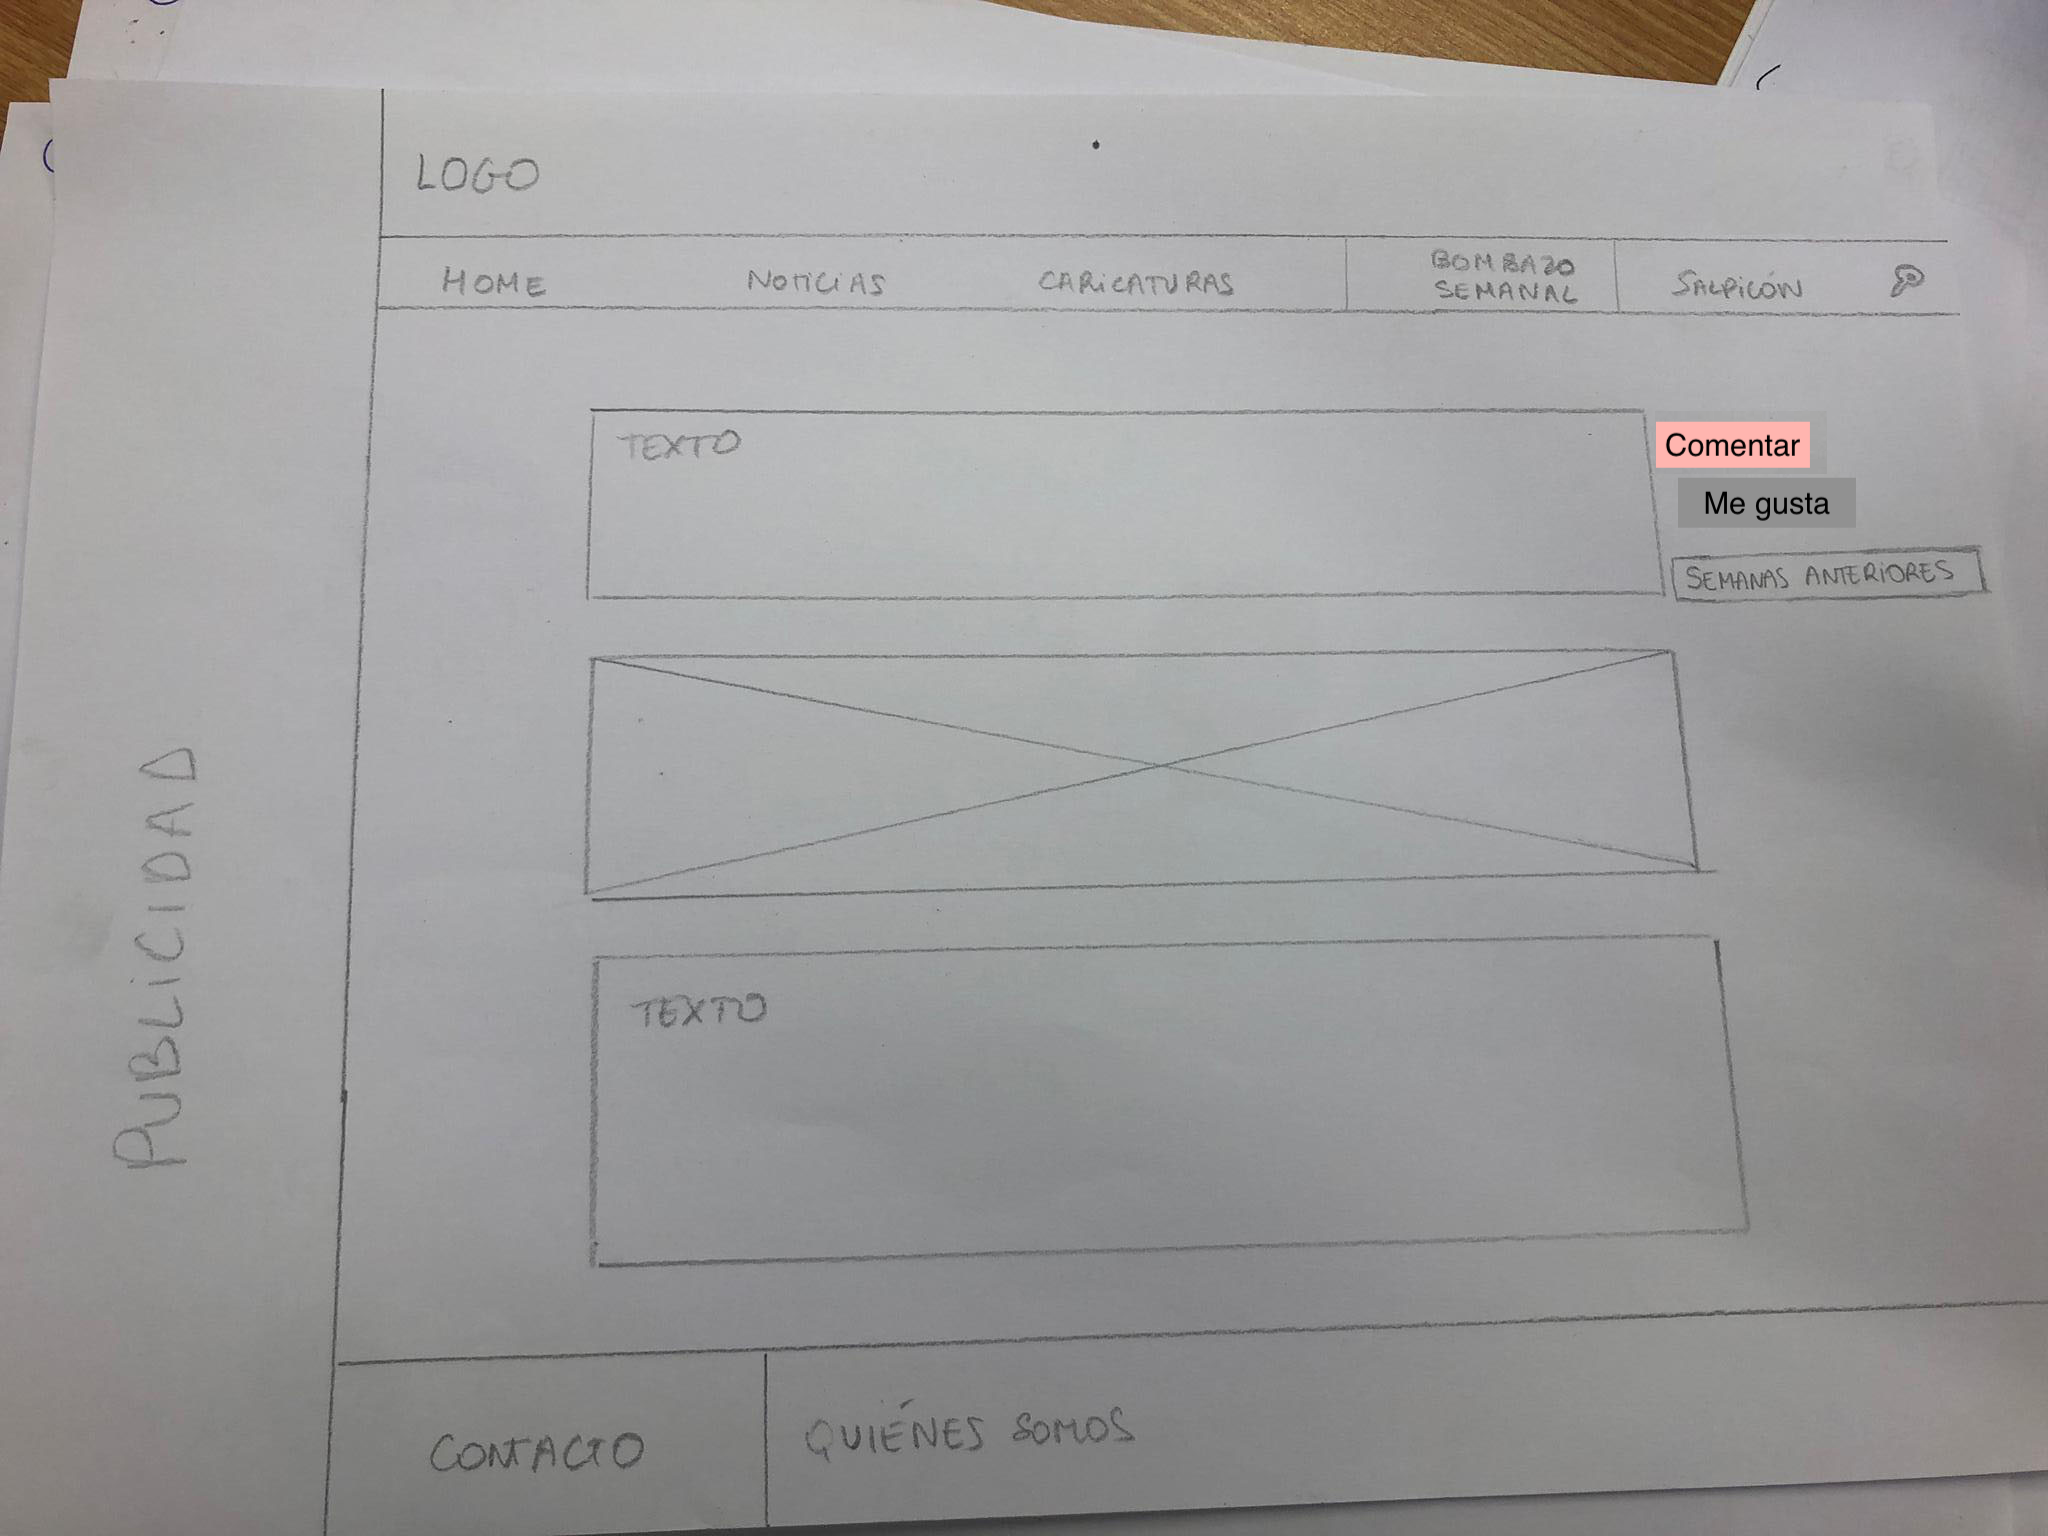 LOGO
HOME
NOTICIAS
CARICATURAS
BOMBAZO
SEMANAL
SALPICÓN
TEXTO
Comentar
Me gusta
SEMANAS ANTERIORES
PUBLICIDAD
TEXTO
CONTACTO
QUIÉNES SOMOS